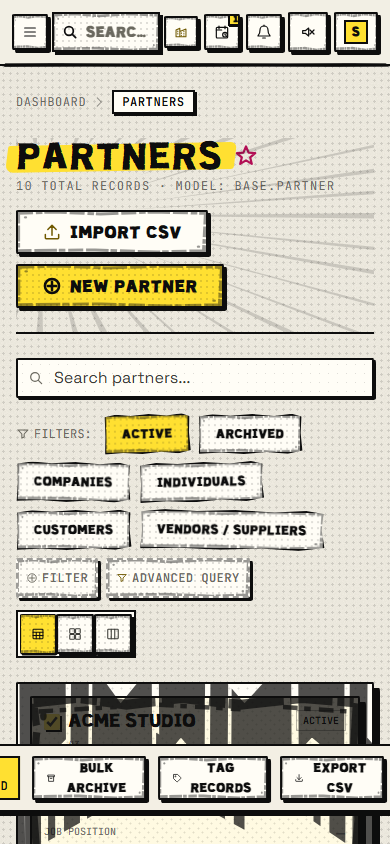 SEARC…
1
S
DASHBOARD > PARTNERS
PARTNERS
10 TOTAL RECORDS · MODEL: BASE.PARTNER
IMPORT CSV
NEW PARTNER
Search partners...
FILTERS: ACTIVE ARCHIVED
COMPANIES INDIVIDUALS
CUSTOMERS VENDORS / SUPPLIERS
FILTER ADVANCED QUERY
ACME STUDIO ACTIVE
D
BULK ARCHIVE
TAG RECORDS
EXPORT CSV
JOB POSITION